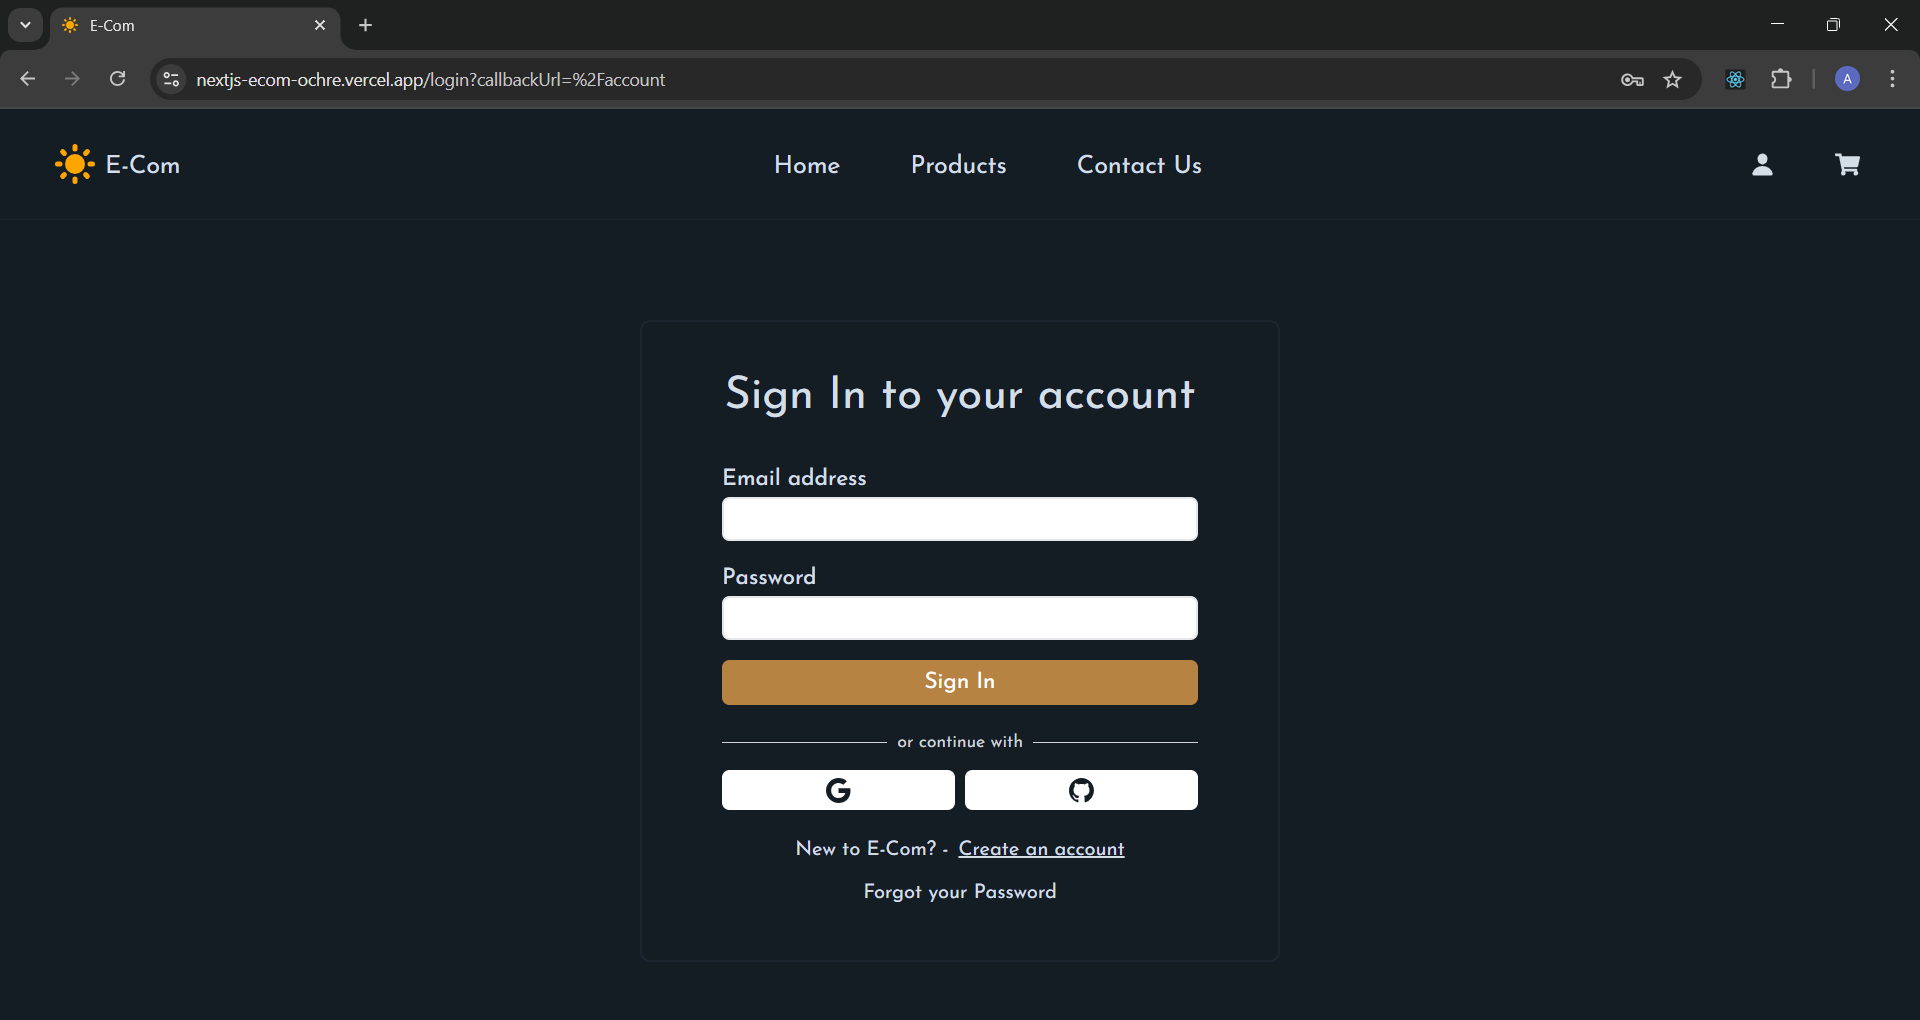 E-Com
nextjs-ecom-ochre.vercel.app/login?callbackUrl=%2Faccount
A
E-Com
Home
Products
Contact Us
Sign In to your account
Email address
Password
Sign In
or continue with
New to E-Com? - Create an account
Forgot your Password